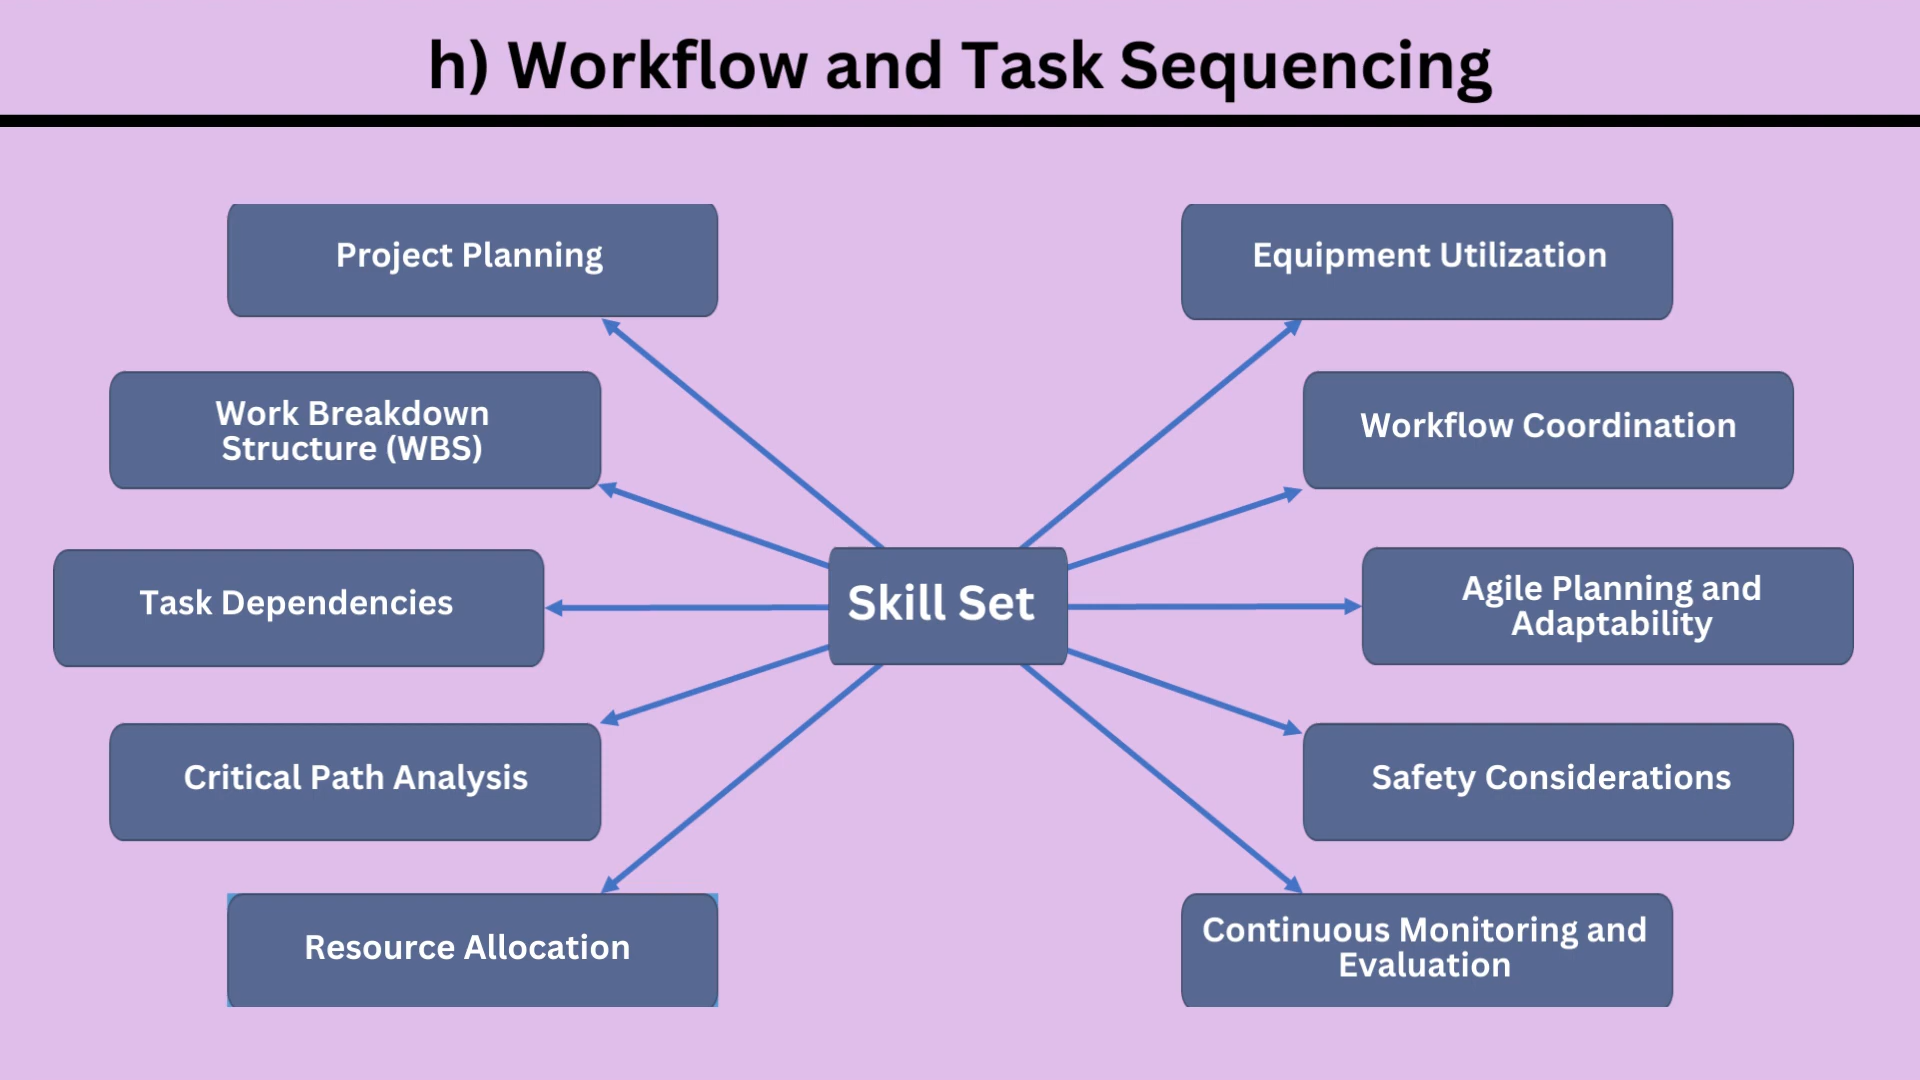 h) Workflow and Task Sequencing
Project Planning
Equipment Utilization
Work Breakdown
Structure (WBS)
Workflow Coordination
Task Dependencies
Skill Set
Agile Planning and
Adaptability
Critical Path Analysis
Safety Considerations
Resource Allocation
Continuous Monitoring and
Evaluation